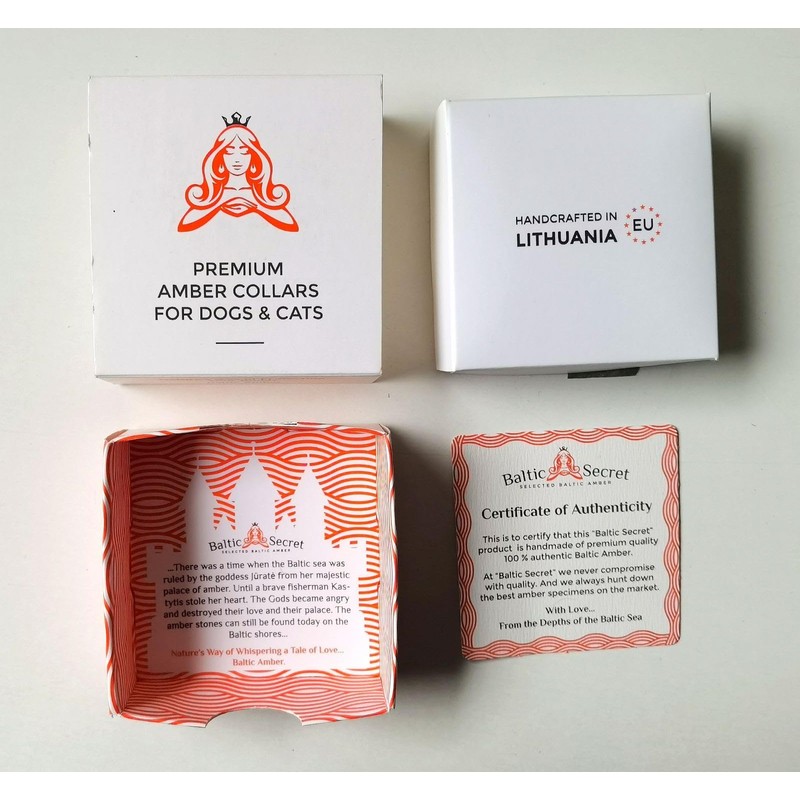 PREMIUM
AMBER COLLARS
FOR DOGS & CATS
HANDCRAFTED IN
LITHUANIA
EU
Baltic Secret
SELECTED BALTIC AMBER
...There was a time when the Baltic sea was
ruled by the goddess Jūratė from her majestic
palace of amber. Until a brave fisherman Kas-
tytis stole her heart. The Gods became angry
and destroyed their love and their palace. The
amber stones can still be found today on the
Baltic shores...
Nature's Way of Whispering a Tale of Love...
Baltic Amber.
Baltic Secret
SELECTED BALTIC AMBER
Certificate of Authenticity
This is to certify that this "Baltic Secret"
product is handmade of premium quality
100 % authentic Baltic Amber.
At "Baltic Secret" we never compromise
with quality. And we always hunt down
the best amber specimens on the market.
With Love...
From the Depths of the Baltic Sea